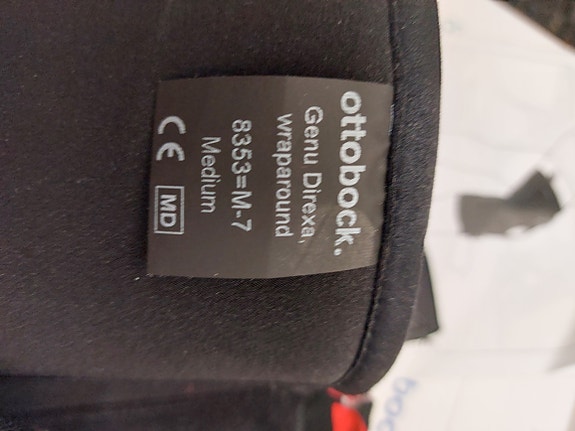 ottobock.
Genu Direxa,
wraparound
8353=M-7
Medium
CE MD